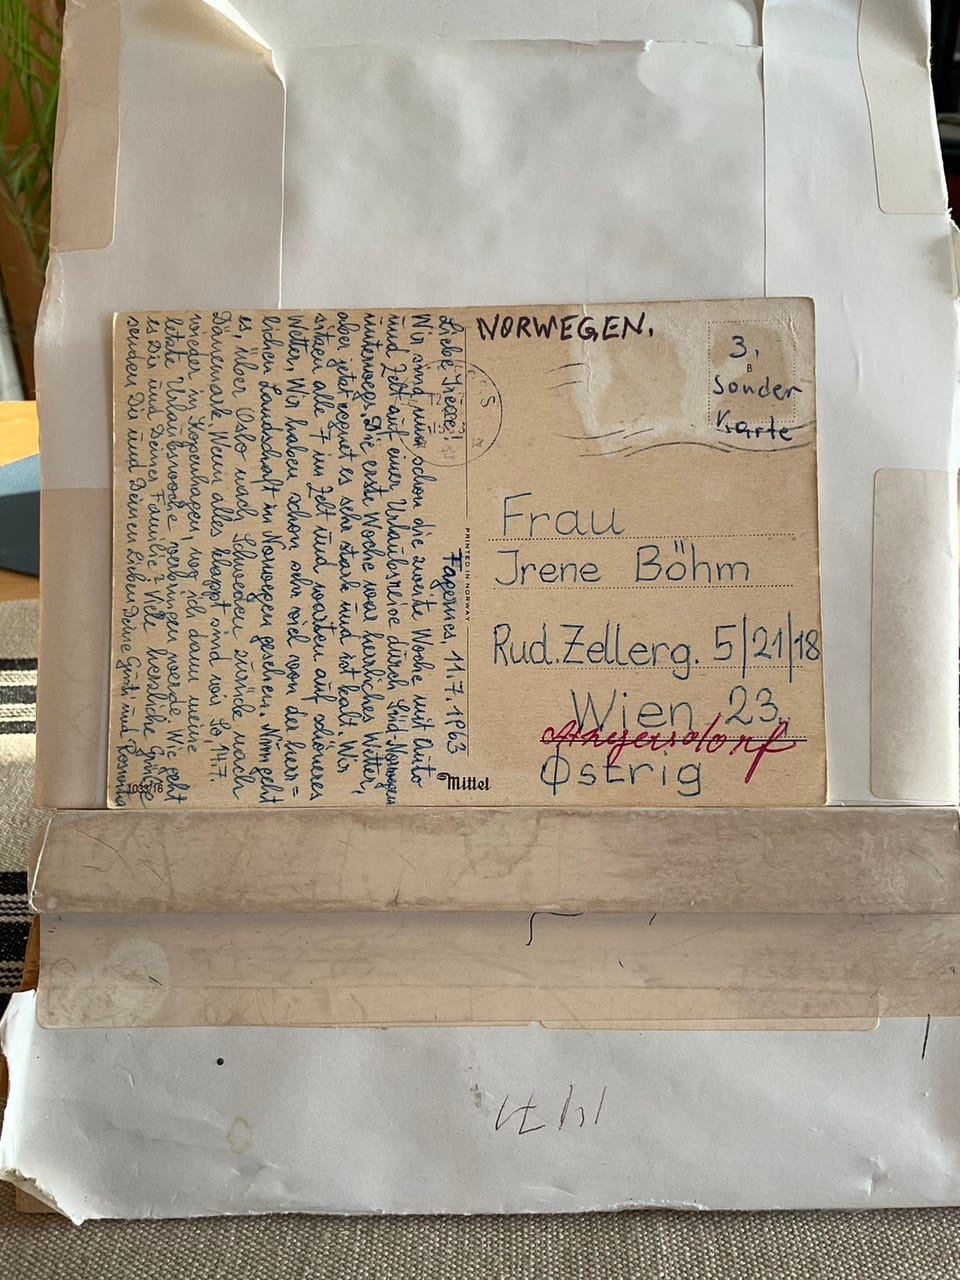 NORWEGEN.
3.
B
Sonder
Karte
Frau
Irene Böhm
Rud.Zellerg. 5/21/18
Wien 23.
Atzgersdorf
Østrig
PRINTED IN NORWAY
Mittet
1033/16
Fagernes, 11.7.1963
Liebe Irene!
Wir sind nun schon die zweite Woche mit Auto
und Zelt auf einer Urlaubsreise durch Süd-Norwegen
unterwegs. Die erste Woche war herrliches Wetter,
aber jetzt regnet es sehr stark und ist kalt. Wir
sitzen alle 7 im Zelt und warten auf schöneres
Wetter. Wir haben schon sehr viel von der herr=
lichen Landschaft in Norwegen gesehen. Nun geht
es, über Oslo nach Schweden zurück nach
Dänemark. Wenn alles klappt sind wir So, 14.7.
wieder in Kopenhagen, wo ich dann meine
letzte Urlaubswoche verbringen werde. Wie geht
es Dir und Deiner Familie? Viele herzliche Grüße
senden Dir und Deinen Lieben Deine und